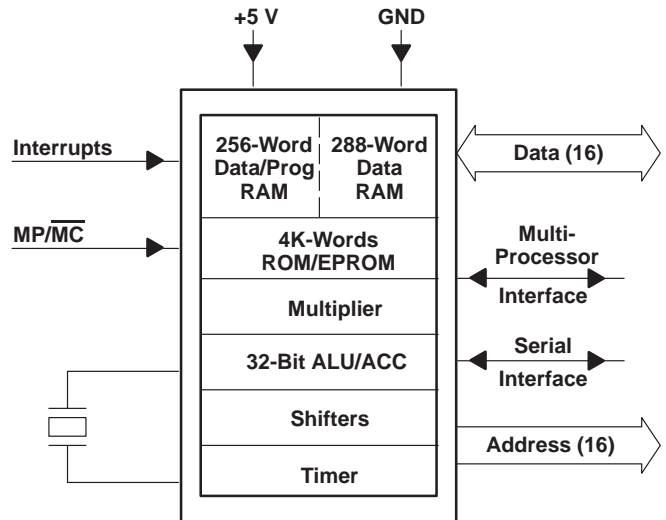 +5 V
GND
Interrupts
256-Word
Data/Prog
RAM
288-Word
Data
RAM
Data (16)
MP/M̅C̅
4K-Words
ROM/EPROM
Multi-
Processor
Interface
Multiplier
32-Bit ALU/ACC
Serial
Interface
Shifters
Address (16)
Timer